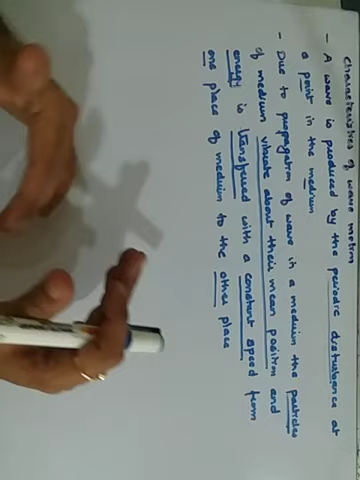 Characteristics of wave motion
- A wave is produced by the periodic disturbance at
a point in the medium
- Due to propagation of wave in a medium the particles
of medium vibrate about their mean position and
energy is transferred with a constant speed from
one place of medium to the other place